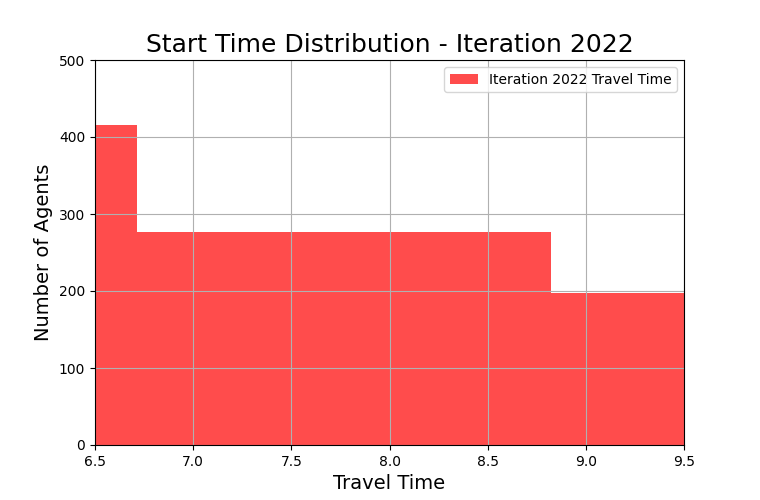 Start Time Distribution - Iteration 2022
Iteration 2022 Travel Time
Number of Agents
500
400
300
200
100
0
6.5 7.0 7.5 8.0 8.5 9.0 9.5
Travel Time